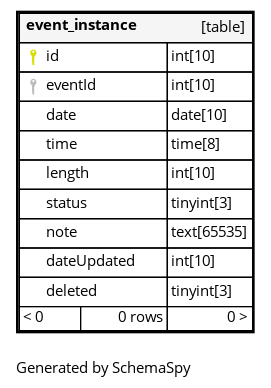 event_instance [table]
id int[10]
eventId int[10]
date date[10]
time time[8]
length int[10]
status tinyint[3]
note text[65535]
dateUpdated int[10]
deleted tinyint[3]
< 0 0 rows 0 >
Generated by SchemaSpy